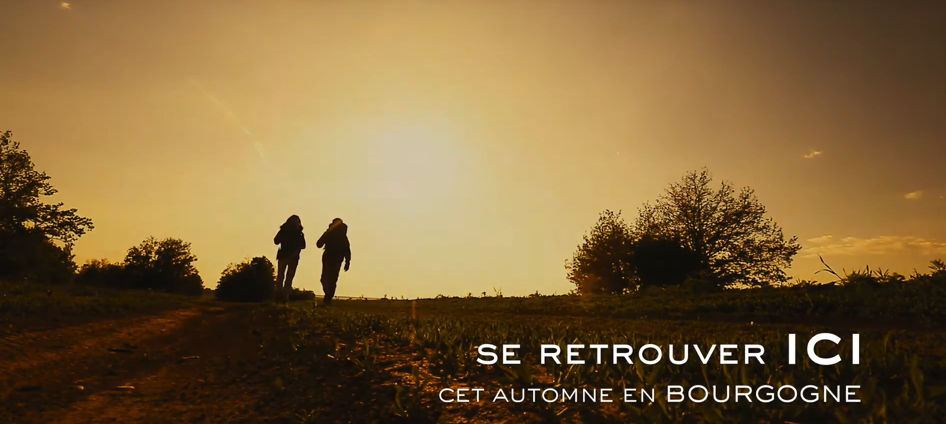 SE RETROUVER ICI
CET AUTOMNE EN BOURGOGNE